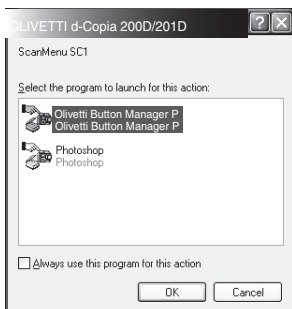 OLIVETTI d-Copia 200D/201D
ScanMenu SC1
Select the program to launch for this action:
Olivetti Button Manager P
Olivetti Button Manager P
Photoshop
Photoshop
Always use this program for this action
OK Cancel